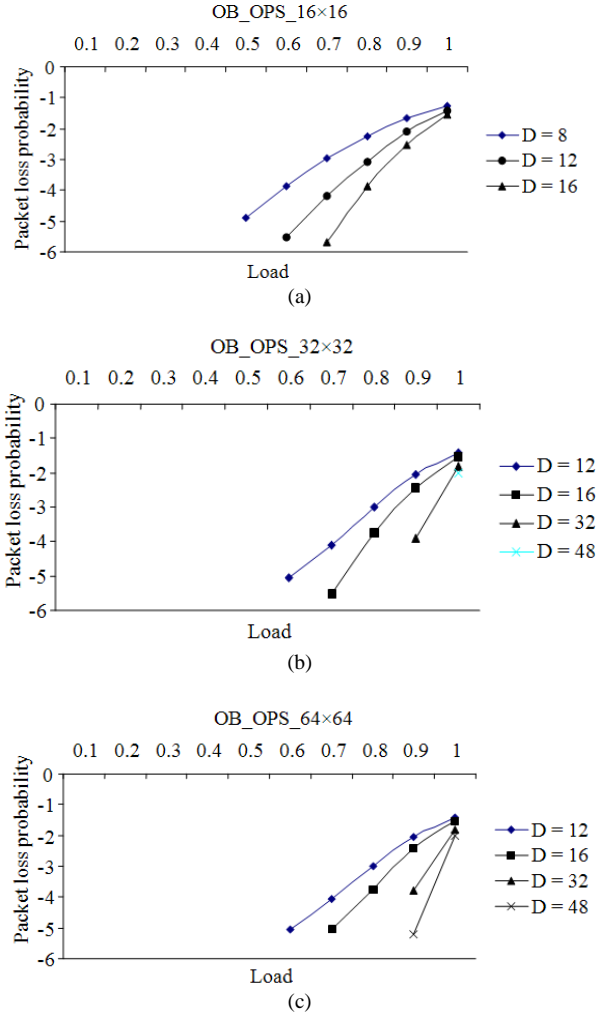 OB_OPS_16×16
0.1 0.2 0.3 0.4 0.5 0.6 0.7 0.8 0.9 1
Packet loss probability
0
-1
-2
-3
-4
-5
-6
D = 8
D = 12
D = 16
Load
(a)
OB_OPS_32×32
0.1 0.2 0.3 0.4 0.5 0.6 0.7 0.8 0.9 1
Packet loss probability
0
-1
-2
-3
-4
-5
-6
D = 12
D = 16
D = 32
D = 48
Load
(b)
OB_OPS_64×64
0.1 0.2 0.3 0.4 0.5 0.6 0.7 0.8 0.9 1
Packet loss probability
0
-1
-2
-3
-4
-5
-6
D = 12
D = 16
D = 32
D = 48
Load
(c)